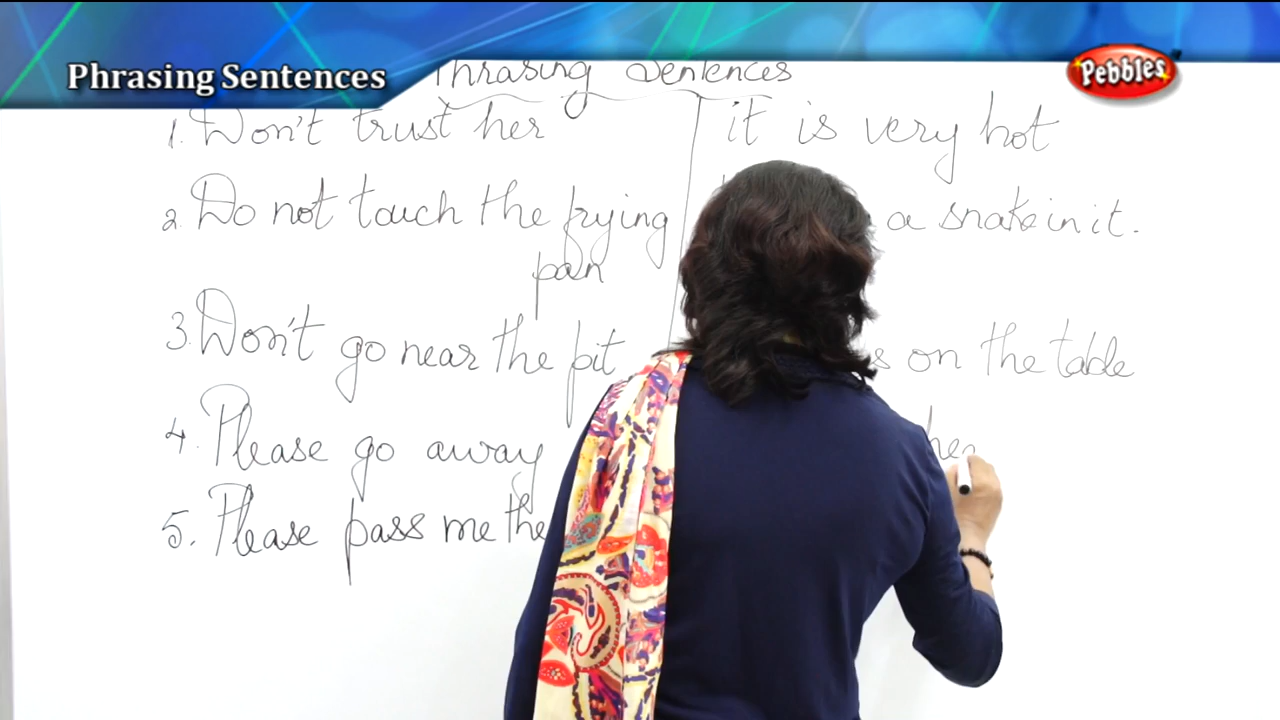 Phrasing Sentences
Pebbles
Phrasing Sentences
1. Don't trust her
it is very hot
2. Do not touch the frying
pan
a snake in it.
3. Don't go near the pit
on the table
4. Please go away
5. Please pass me the